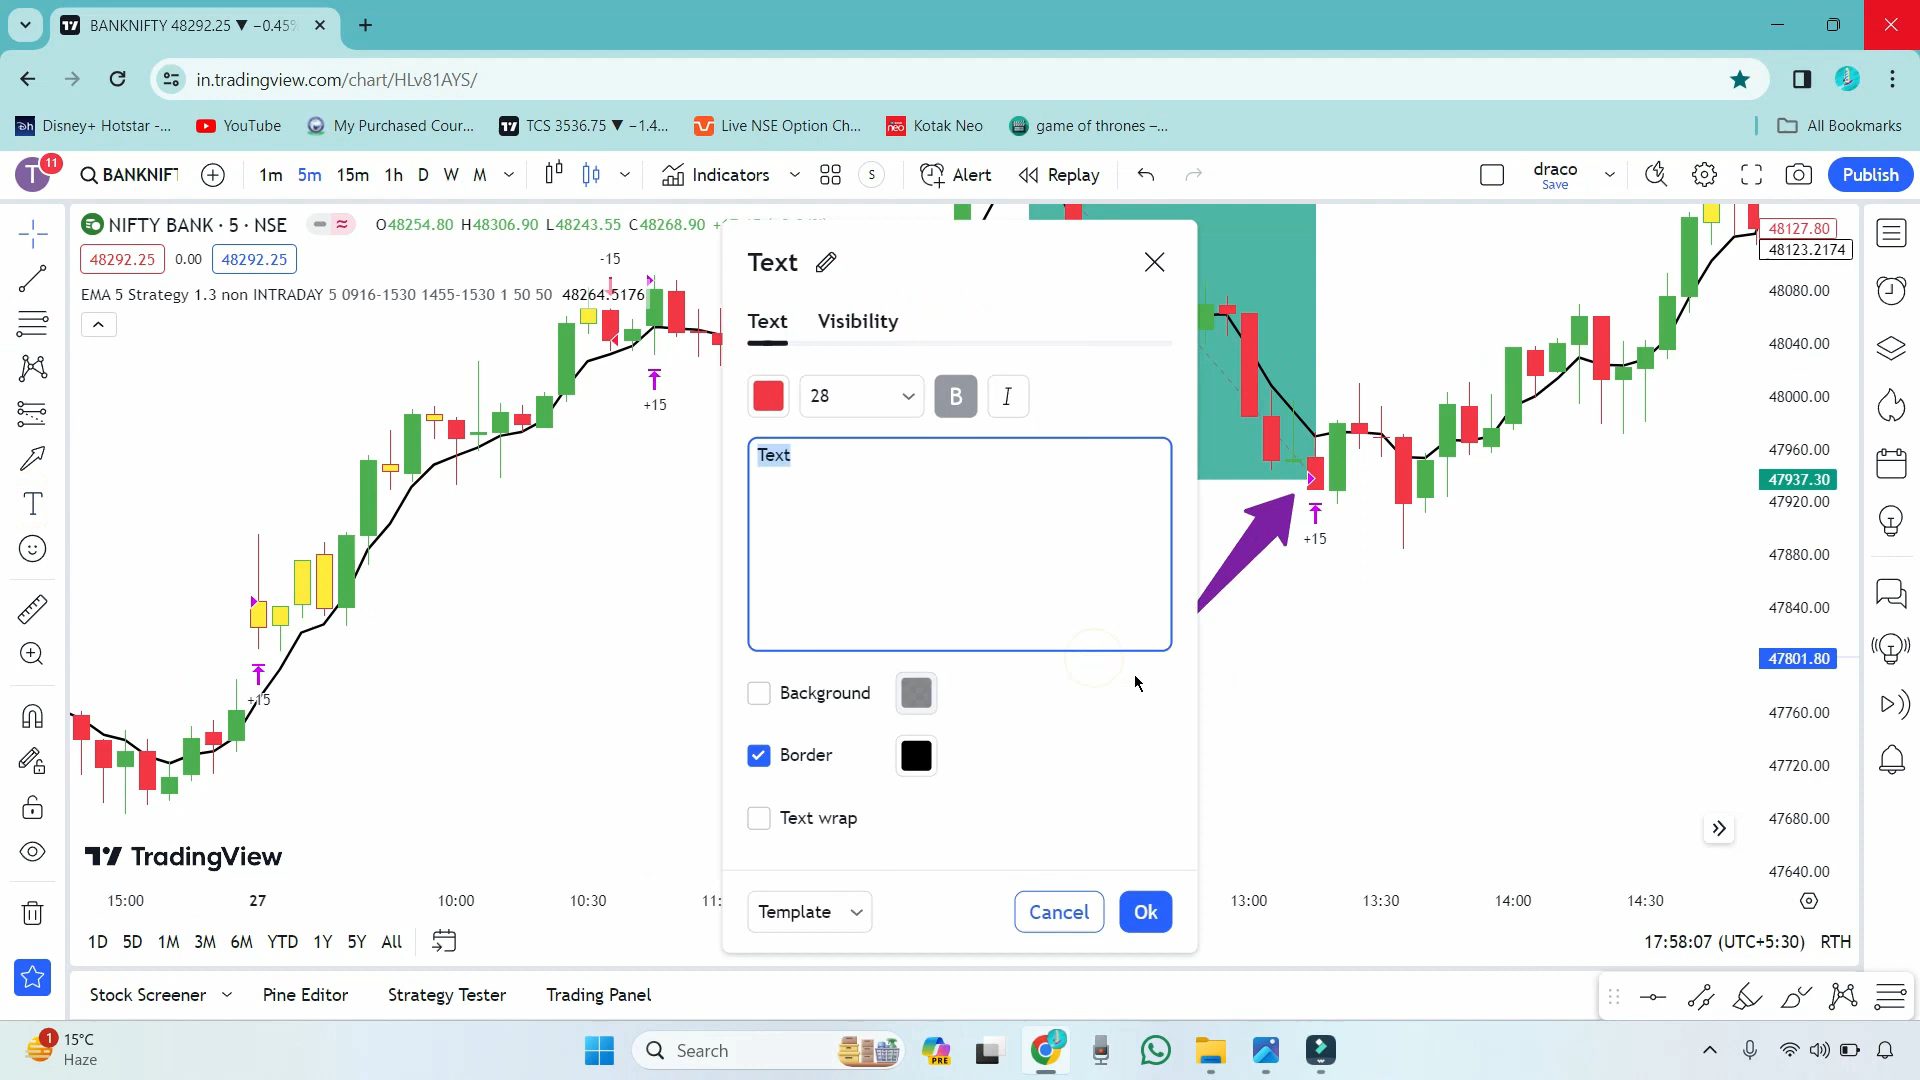 BANKNIFTY 48292.25 ▼ −0.45%
in.tradingview.com/chart/HLv81AYS/
Disney+ Hotstar -...
YouTube
My Purchased Cour...
TCS 3536.75 ▼ −1.4...
Live NSE Option Ch...
neo
Kotak Neo
game of thrones –...
All Bookmarks
T
11
BANKNIFT
1m 5m 15m 1h D W M
Indicators
S
Alert
Replay
draco
Save
Publish
NIFTY BANK · 5 · NSE
O48254.80 H48306.90 L48243.55 C48268.90
48292.25 0.00 48292.25
EMA 5 Strategy 1.3 non INTRADAY 5 0916-1530 1455-1530 1 50 50 48264.5176
-15
+15
+15
+15
Text
Text Visibility
28
B
I
Text
Background
Border
Text wrap
Template
Cancel
Ok
48127.80
48123.2174
48080.00
48040.00
48000.00
47960.00
47937.30
47920.00
47880.00
47840.00
47801.80
47760.00
47720.00
47680.00
47640.00
TradingView
15:00 27 10:00 10:30 11: 13:00 13:30 14:00 14:30
1D 5D 1M 3M 6M YTD 1Y 5Y All
17:58:07 (UTC+5:30) RTH
Stock Screener
Pine Editor
Strategy Tester
Trading Panel
1
15°C
Haze
Search
PRE